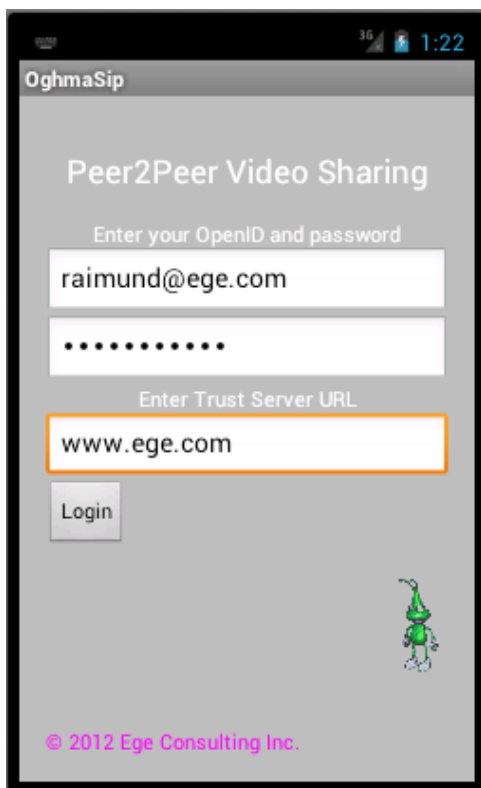 3G 1:22
OghmaSip
Peer2Peer Video Sharing
Enter your OpenID and password
raimund@ege.com
•••••••••••
Enter Trust Server URL
www.ege.com
Login
© 2012 Ege Consulting Inc.